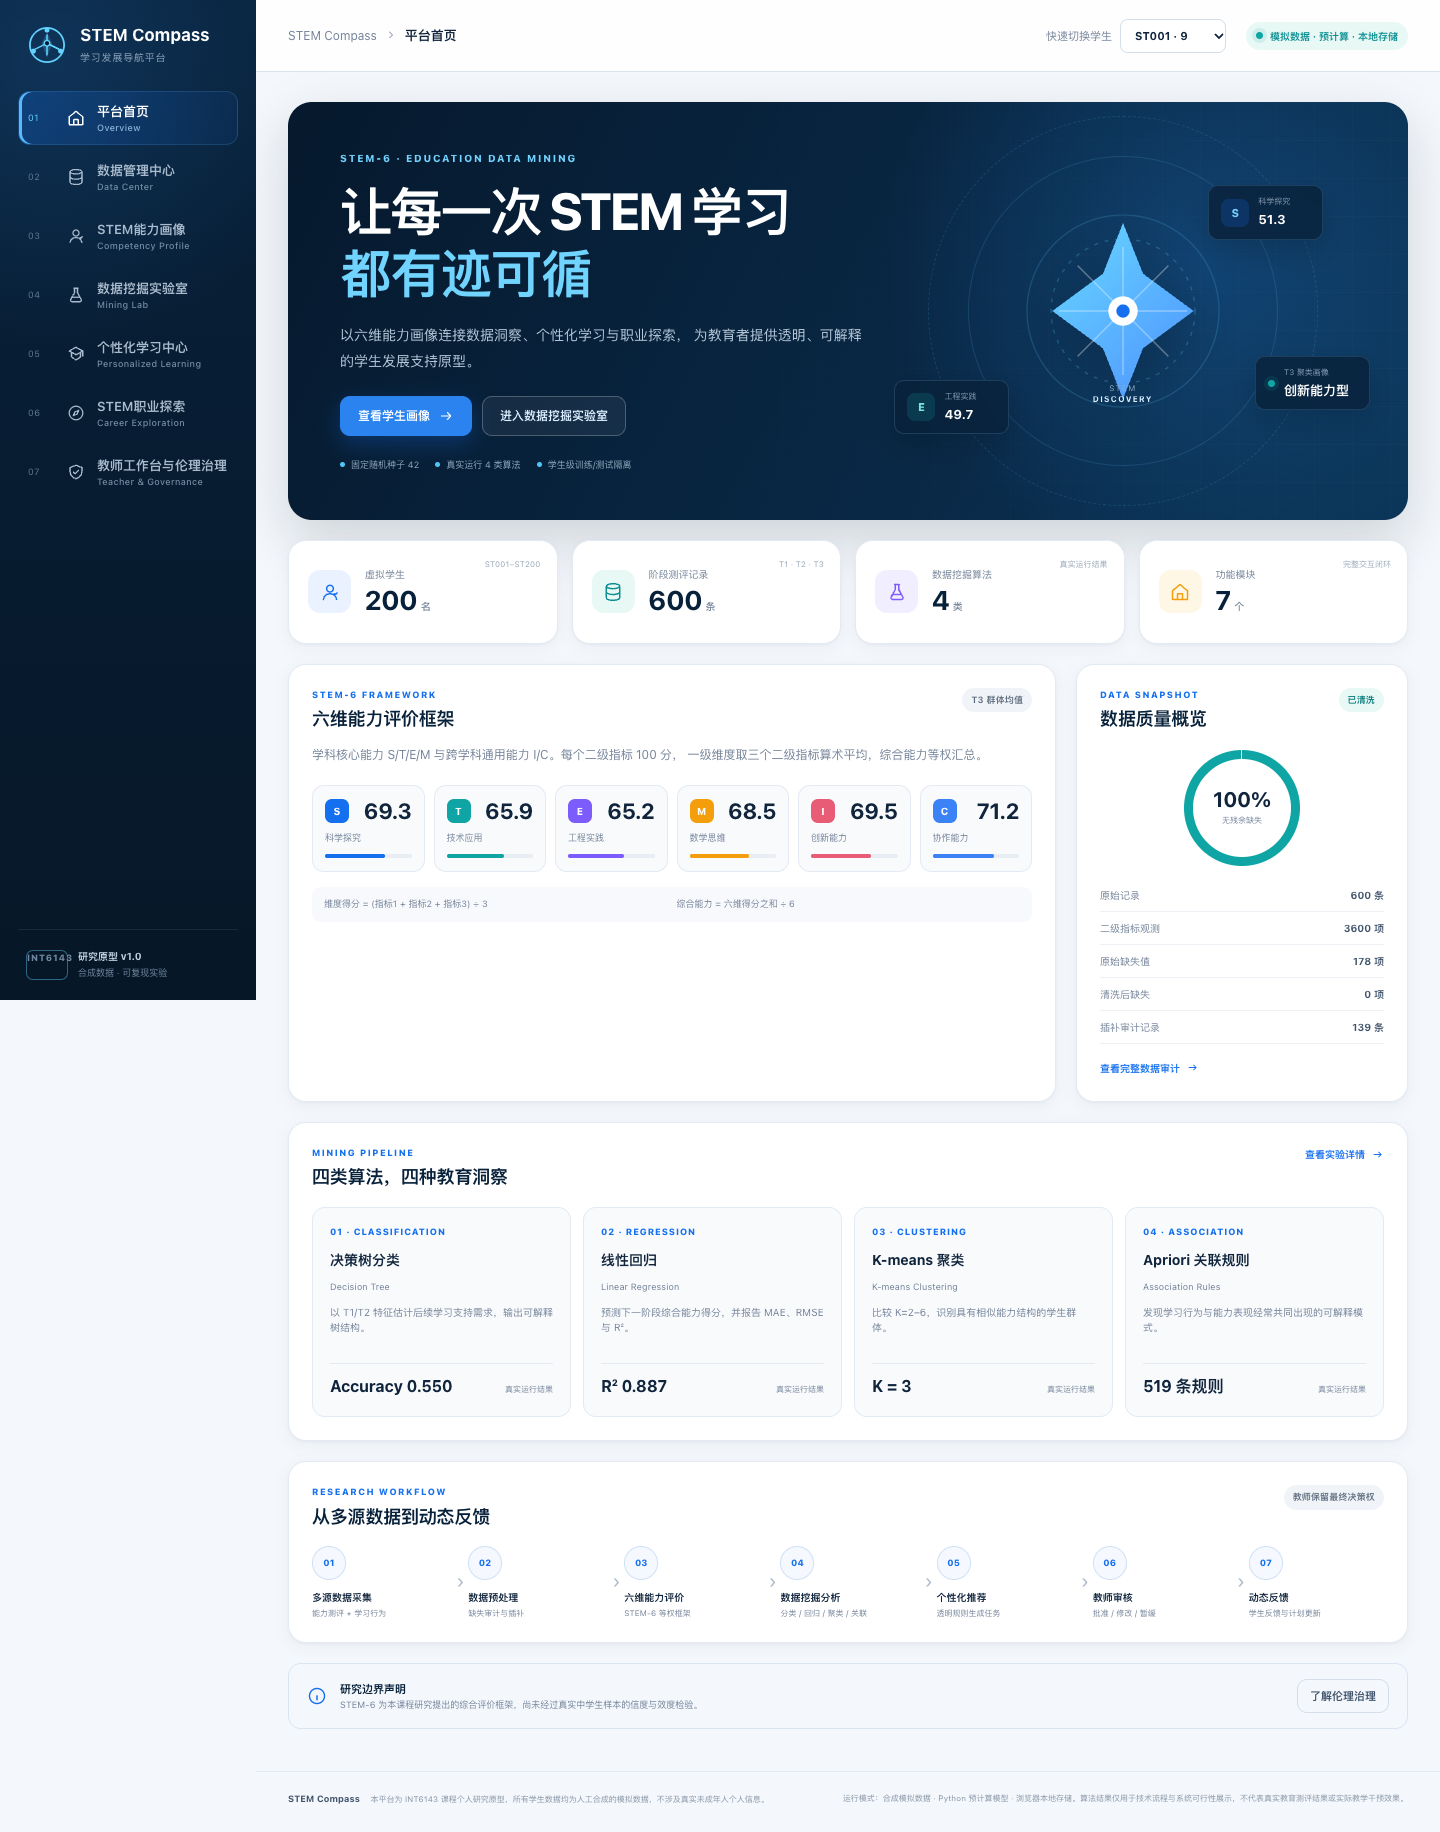 STEM Compass
学习发展导航平台
01
平台首页
Overview
02
数据管理中心
Data Center
03
STEM能力画像
Competency Profile
04
数据挖掘实验室
Mining Lab
05
个性化学习中心
Personalized Learning
06
STEM职业探索
Career Exploration
07
教师工作台与伦理治理
Teacher & Governance
INT6143
研究原型 v1.0
合成数据 · 可复现实验
STEM Compass > 平台首页
快速切换学生
ST001 · 9
模拟数据 · 预计算 · 本地存储
STEM-6 · EDUCATION DATA MINING
让每一次 STEM 学习
都有迹可循
以六维能力画像连接数据洞察、个性化学习与职业探索， 为教育者提供透明、可解释
的学生发展支持原型。
查看学生画像 →
进入数据挖掘实验室
固定随机种子 42
真实运行 4 类算法
学生级训练/测试隔离
S
科学探究
51.3
E
工程实践
49.7
T3 聚类画像
创新能力型
STEM
DISCOVERY
虚拟学生
200 名
ST001–ST200
阶段测评记录
600 条
T1 · T2 · T3
数据挖掘算法
4 类
真实运行结果
功能模块
7 个
完整交互闭环
STEM-6 FRAMEWORK
六维能力评价框架
T3 群体均值
学科核心能力 S/T/E/M 与跨学科通用能力 I/C。每个二级指标 100 分， 一级维度取三个二级指标算术平均，综合能力等权汇总。
S 69.3
科学探究
T 65.9
技术应用
E 65.2
工程实践
M 68.5
数学思维
I 69.5
创新能力
C 71.2
协作能力
维度得分 = (指标1 + 指标2 + 指标3) ÷ 3
综合能力 = 六维得分之和 ÷ 6
DATA SNAPSHOT
数据质量概览
已清洗
100%
无残余缺失
原始记录 600 条
二级指标观测 3600 项
原始缺失值 178 项
清洗后缺失 0 项
插补审计记录 139 条
查看完整数据审计 →
MINING PIPELINE
四类算法，四种教育洞察
查看实验详情 →
01 · CLASSIFICATION
决策树分类
Decision Tree
以 T1/T2 特征估计后续学习支持需求，输出可解释
树结构。
Accuracy 0.550
真实运行结果
02 · REGRESSION
线性回归
Linear Regression
预测下一阶段综合能力得分，并报告 MAE、RMSE
与 R²。
R² 0.887
真实运行结果
03 · CLUSTERING
K-means 聚类
K-means Clustering
比较 K=2–6，识别具有相似能力结构的学生群
体。
K = 3
真实运行结果
04 · ASSOCIATION
Apriori 关联规则
Association Rules
发现学习行为与能力表现经常共同出现的可解释模
式。
519 条规则
真实运行结果
RESEARCH WORKFLOW
从多源数据到动态反馈
教师保留最终决策权
01
多源数据采集
能力测评 + 学习行为
02
数据预处理
缺失审计与插补
03
六维能力评价
STEM-6 等权框架
04
数据挖掘分析
分类 / 回归 / 聚类 / 关联
05
个性化推荐
透明规则生成任务
06
教师审核
批准 / 修改 / 暂缓
07
动态反馈
学生反馈与计划更新
研究边界声明
STEM-6 为本课程研究提出的综合评价框架，尚未经过真实中学生样本的信度与效度检验。
了解伦理治理
STEM Compass 本平台为 INT6143 课程个人研究原型，所有学生数据均为人工合成的模拟数据，不涉及真实未成年人个人信息。
运行模式：合成模拟数据 · Python 预计算模型 · 浏览器本地存储。算法结果仅用于技术流程与系统可行性展示，不代表真实教育测评结果或实际教学干预效果。